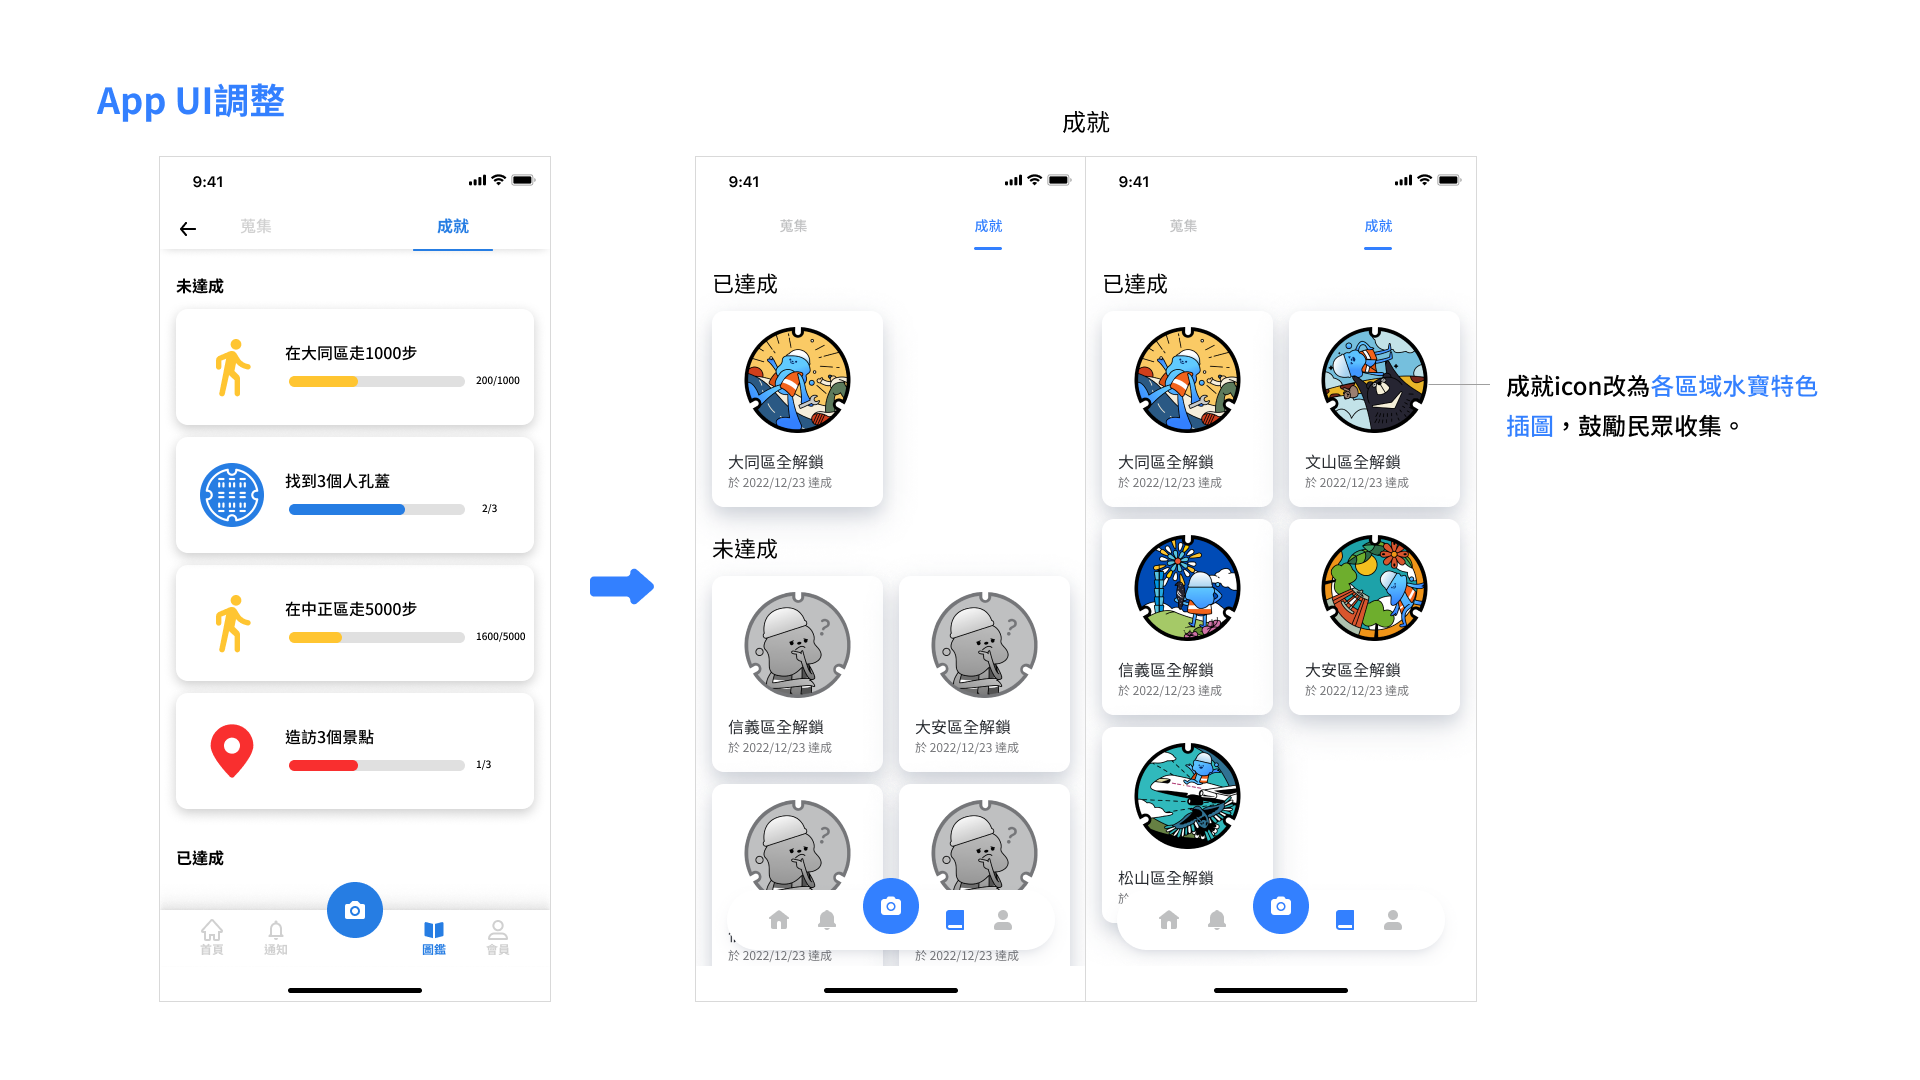 App UI調整
成就
9:41
蒐集
成就
未達成
在大同區走1000步
200/1000
找到3個人孔蓋
2/3
在中正區走5000步
1600/5000
造訪3個景點
1/3
已達成
首頁
通知
圖鑑
會員
9:41
蒐集
成就
已達成
大同區全解鎖
於 2022/12/23 達成
未達成
?
?
信義區全解鎖
於 2022/12/23 達成
大安區全解鎖
於 2022/12/23 達成
?
?
於 2022/12/23 達成
於 2022/12/23 達成
9:41
蒐集
成就
已達成
大同區全解鎖
於 2022/12/23 達成
文山區全解鎖
於 2022/12/23 達成
信義區全解鎖
於 2022/12/23 達成
大安區全解鎖
於 2022/12/23 達成
松山區全解鎖
於
成就icon改為各區域水寶特色
插圖，鼓勵民眾收集。